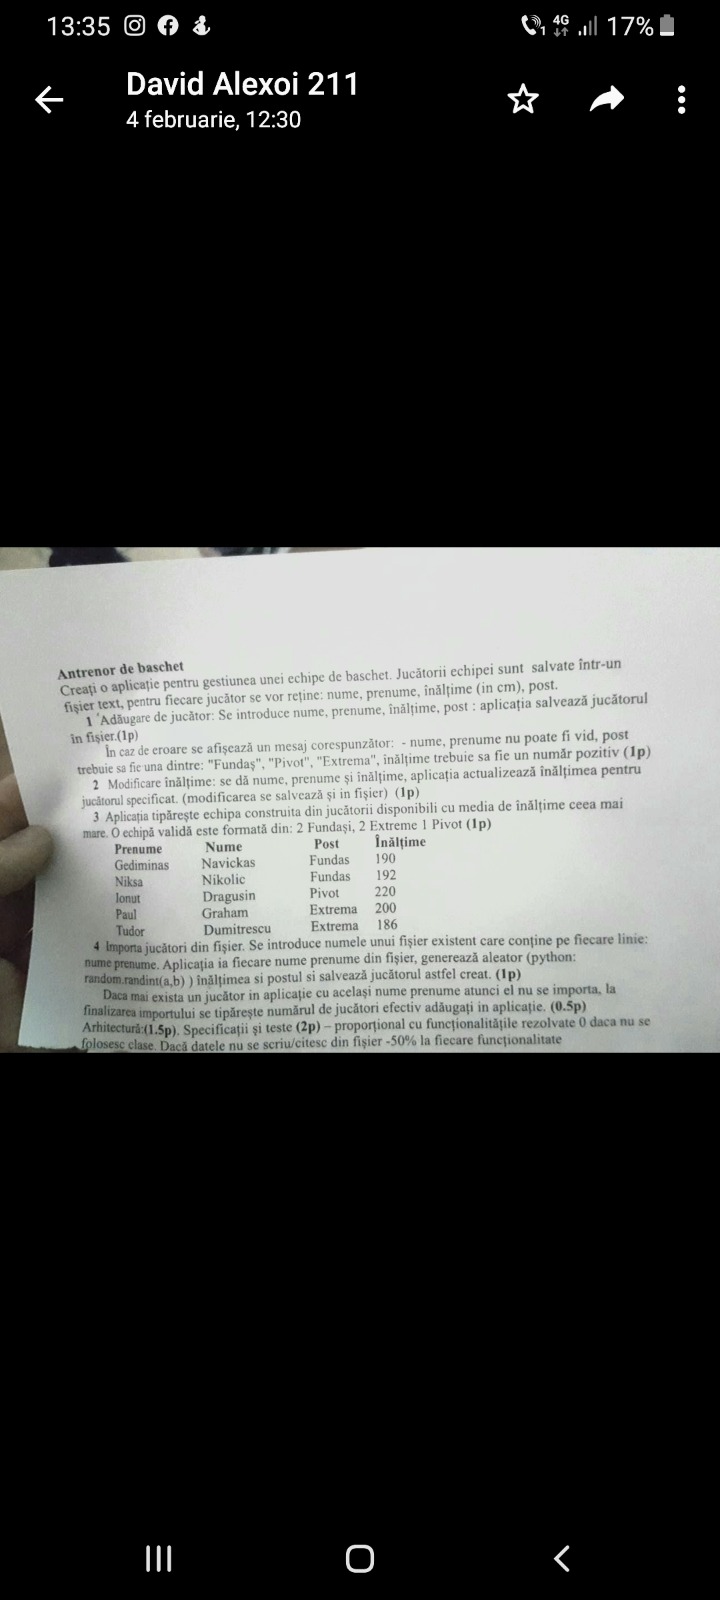 13:35
4G
1
17%
David Alexoi 211
4 februarie, 12:30
Antrenor de baschet
Creați o aplicație pentru gestiunea unei echipe de baschet. Jucătorii echipei sunt salvate într-un
fișier text, pentru fiecare jucător se vor reține: nume, prenume, înălțime (in cm), post.
1 Adăugare de jucător: Se introduce nume, prenume, înălțime, post : aplicația salvează jucătorul
în fișier.(1p)
În caz de eroare se afișează un mesaj corespunzător: - nume, prenume nu poate fi vid, post
trebuie sa fie una dintre: "Fundaș", "Pivot", "Extrema", înălțime trebuie sa fie un număr pozitiv (1p)
2 Modificare înălțime: se dă nume, prenume și înălțime, aplicația actualizează înălțimea pentru
jucătorul specificat. (modificarea se salvează și in fișier) (1p)
3 Aplicația tipărește echipa construita din jucătorii disponibili cu media de înălțime ceea mai
mare. O echipă validă este formată din: 2 Fundași, 2 Extreme 1 Pivot (1p)
Prenume Nume Post Înălțime
Gediminas Navickas Fundas 190
Niksa Nikolic Fundas 192
Ionut Dragusin Pivot 220
Paul Graham Extrema 200
Tudor Dumitrescu Extrema 186
4 Importa jucători din fișier. Se introduce numele unui fișier existent care conține pe fiecare linie:
nume prenume. Aplicația ia fiecare nume prenume din fișier, generează aleator (python:
random.randint(a,b) ) înălțimea si postul si salvează jucătorul astfel creat. (1p)
Daca mai exista un jucător in aplicație cu același nume prenume atunci el nu se importa, la
finalizarea importului se tipărește numărul de jucători efectiv adăugați in aplicație. (0.5p)
Arhitectură:(1.5p). Specificații și teste (2p) – proporțional cu funcționalitățile rezolvate 0 daca nu se
folosesc clase. Dacă datele nu se scriu/citesc din fișier -50% la fiecare funcționalitate